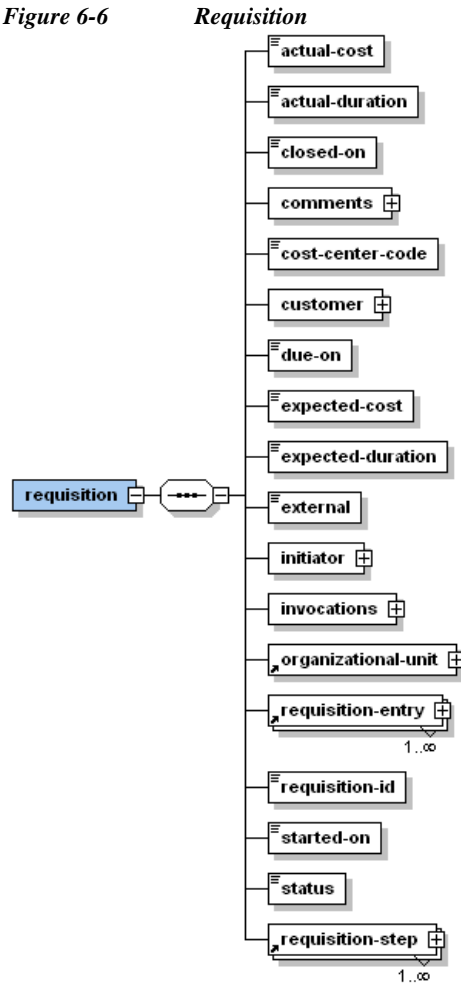 Figure 6-6 Requisition
actual-cost
actual-duration
closed-on
comments
cost-center-code
customer
due-on
expected-cost
expected-duration
requisition
external
initiator
invocations
organizational-unit
requisition-entry
1..∞
requisition-id
started-on
status
requisition-step
1..∞